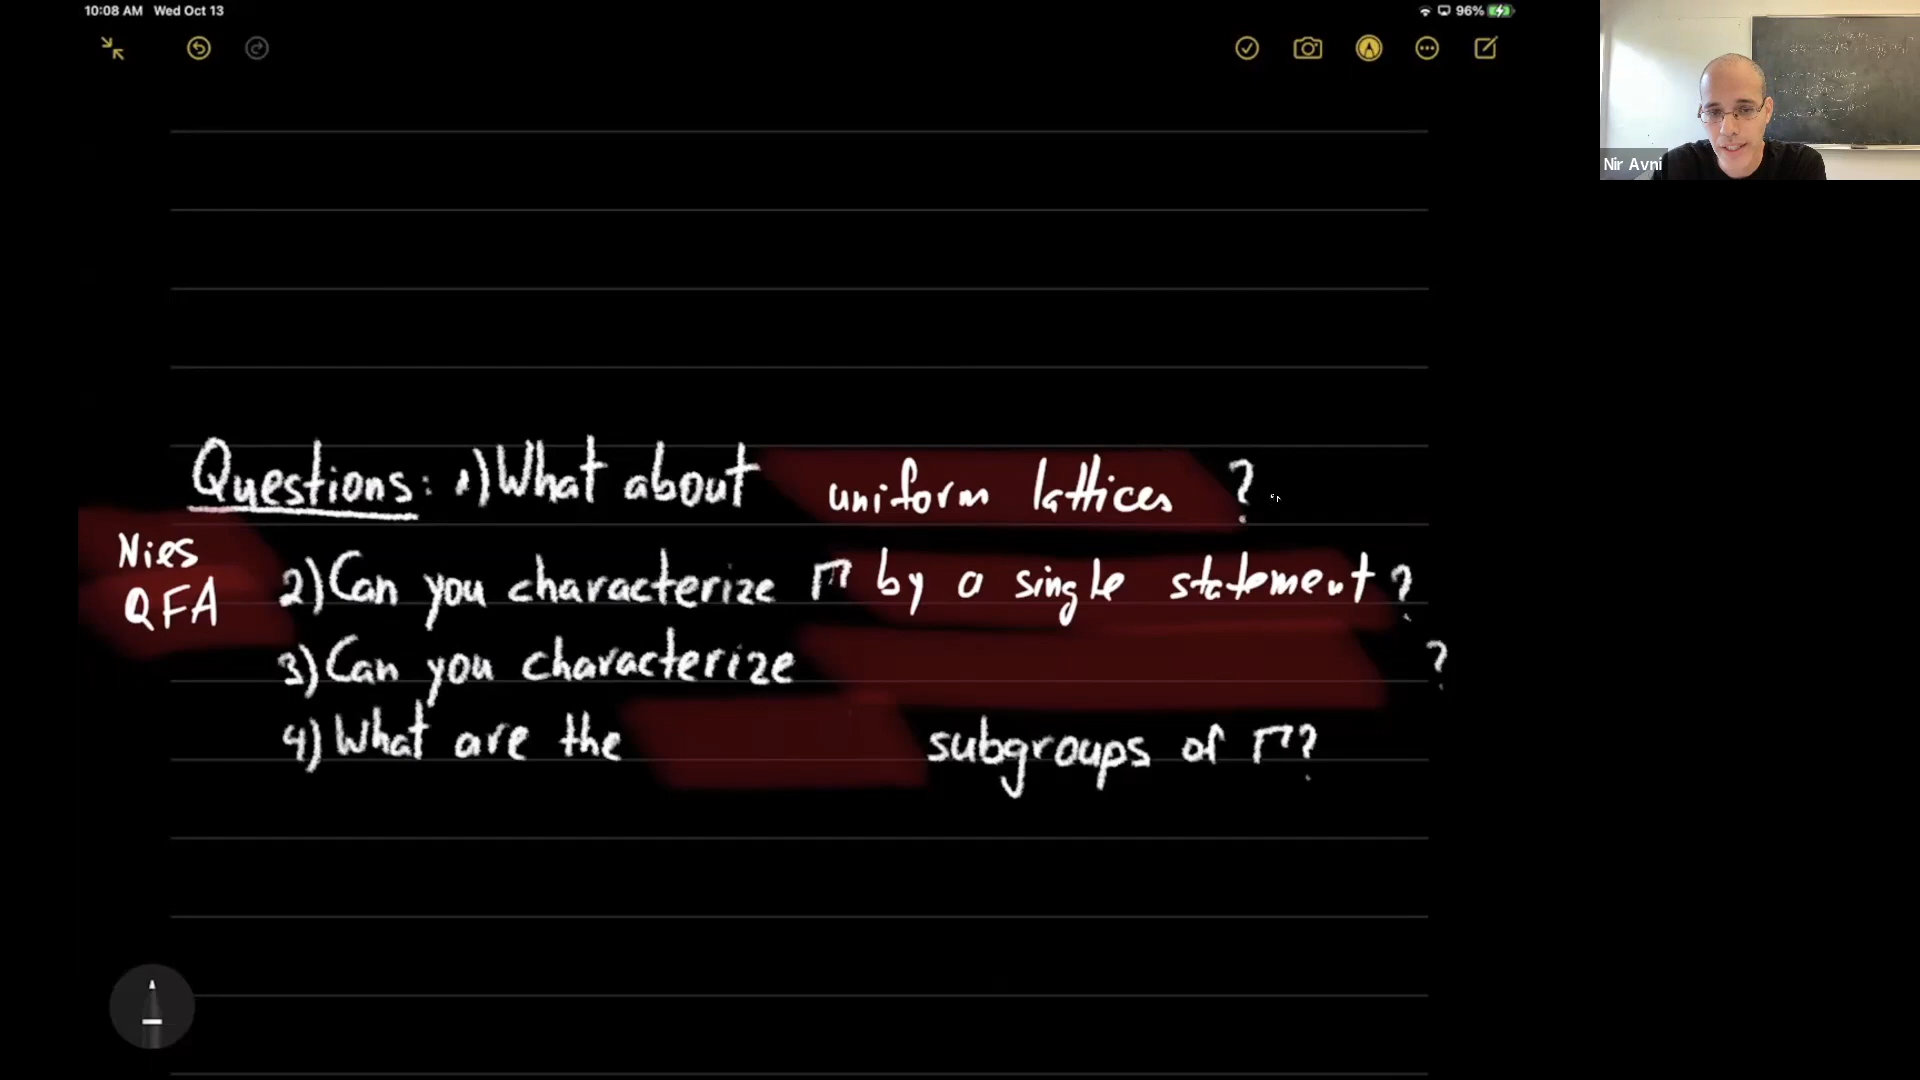 10:08 AM Wed Oct 13
96%
Nir Avni
Questions: 1) What about uniform lattices ?
Nies
QFA
2) Can you characterize Γ by a single statement ?
3) Can you characterize ?
4) What are the subgroups of Γ?